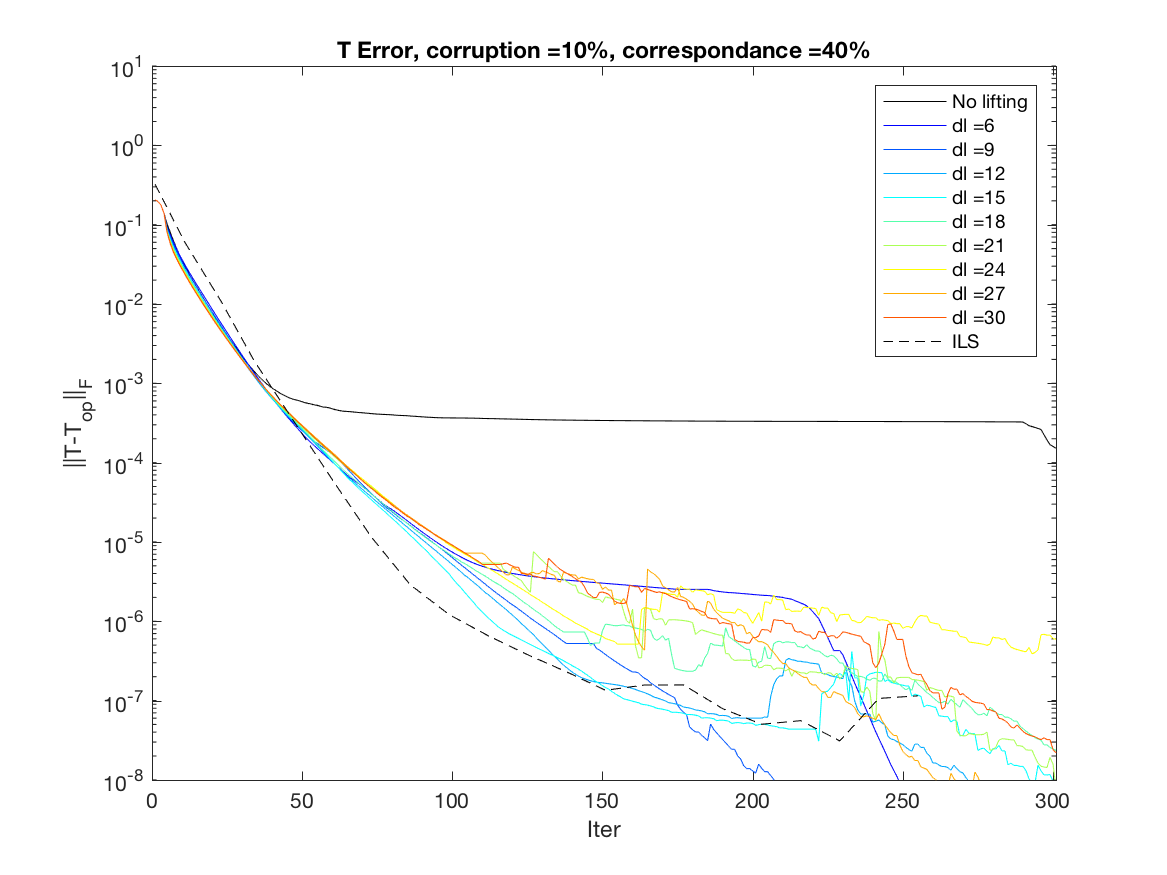 T Error, corruption =10%, correspondance =40%
No lifting
dl =6
dl =9
dl =12
dl =15
dl =18
dl =21
dl =24
dl =27
dl =30
ILS
10^1
10^0
10^-1
10^-2
10^-3
10^-4
10^-5
10^-6
10^-7
10^-8
||T-T_op||_F
0 50 100 150 200 250 300
Iter